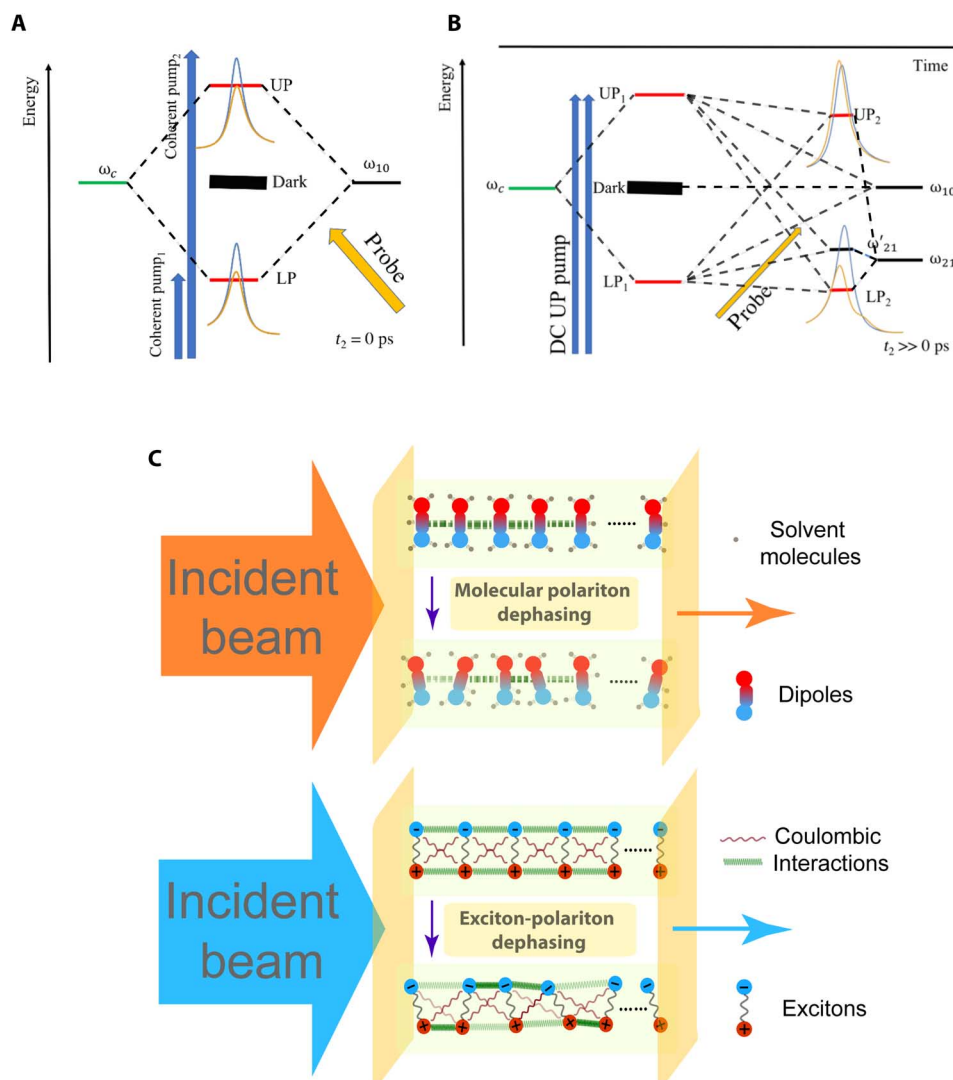 A
Energy
Coherent pump₁
Coherent pump₂
UP
ω𝑐
Dark
ω₁₀
LP
Probe
t₂ = 0 ps
B
Time
Energy
UP₁
UP₂
ω𝑐
Dark
ω₁₀
ω′₂₁
ω₂₁
LP₁
LP₂
DC UP pump
Probe
t₂ >> 0 ps
C
Incident
beam
Molecular polariton
dephasing
Solvent
molecules
Dipoles
Incident
beam
Exciton-polariton
dephasing
Coulombic
Interactions
Excitons